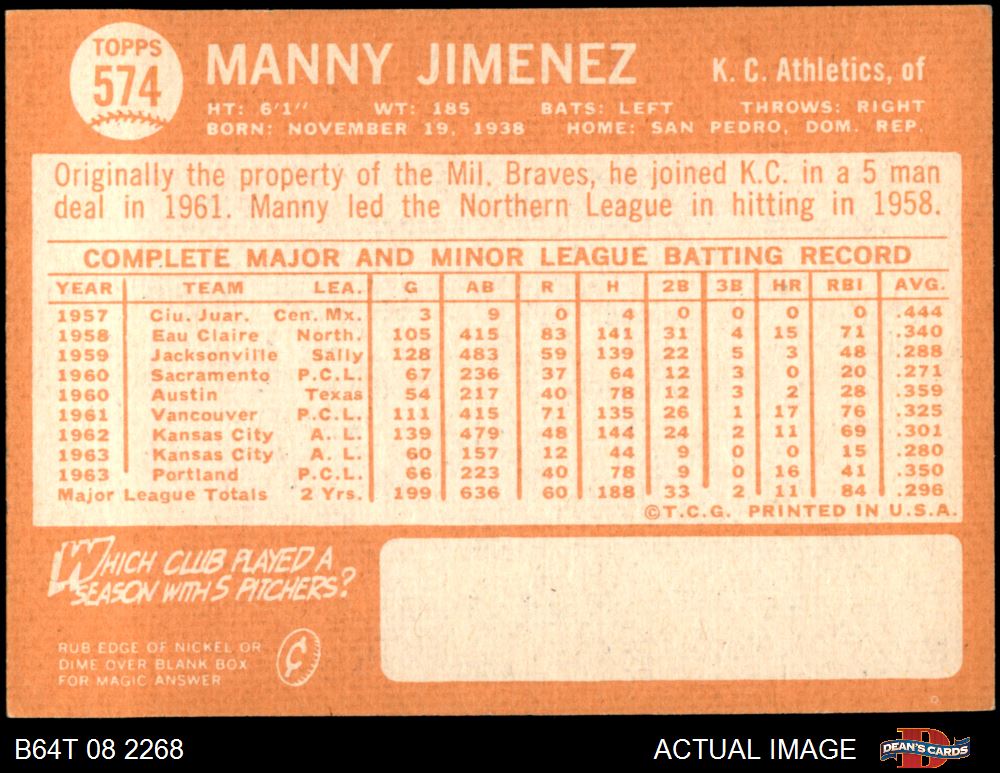 TOPPS
574
MANNY JIMENEZ
K. C. Athletics, of
HT: 6'1" WT: 185 BATS: LEFT THROWS: RIGHT
BORN: NOVEMBER 19, 1938 HOME: SAN PEDRO, DOM. REP.
Originally the property of the Mil. Braves, he joined K.C. in a 5 man
deal in 1961. Manny led the Northern League in hitting in 1958.
COMPLETE MAJOR AND MINOR LEAGUE BATTING RECORD
YEAR TEAM LEA. G AB R H 2B 3B HR RBI AVG.
1957 Ciu. Juar. Cen. Mx. 3 9 0 4 0 0 0 0 .444
1958 Eau Claire North. 105 415 83 141 31 4 15 71 .340
1959 Jacksonville Sally 128 483 59 139 22 5 3 48 .288
1960 Sacramento P.C.L. 67 236 37 64 12 3 0 20 .271
1960 Austin Texas 54 217 40 78 12 3 2 28 .359
1961 Vancouver P.C.L. 111 415 71 135 26 1 17 76 .325
1962 Kansas City A. L. 139 479 48 144 24 2 11 69 .301
1963 Kansas City A. L. 60 157 12 44 9 0 0 15 .280
1963 Portland P.C.L. 66 223 40 78 9 0 16 41 .350
Major League Totals 2 Yrs. 199 636 60 188 33 2 11 84 .296
©T.C.G. PRINTED IN U.S.A.
WHICH CLUB PLAYED A
SEASON WITH 5 PITCHERS?
RUB EDGE OF NICKEL OR
DIME OVER BLANK BOX
FOR MAGIC ANSWER
¢
B64T 08 2268
ACTUAL IMAGE
DEAN'S CARDS